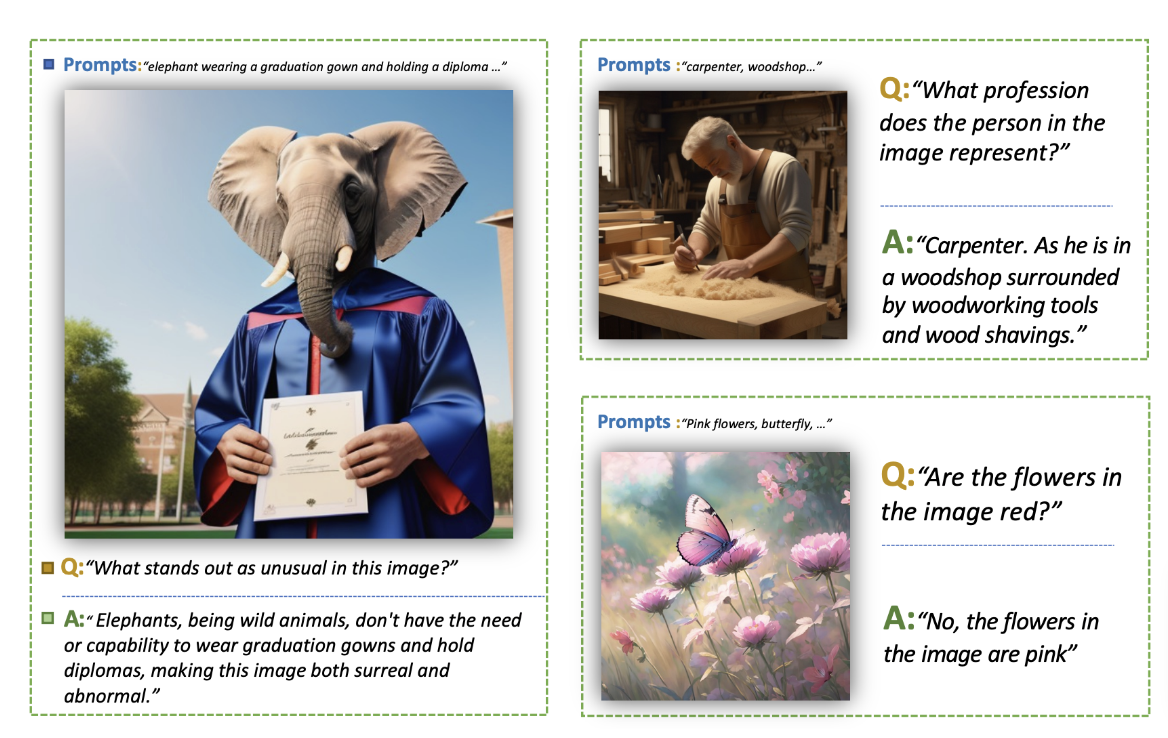 Prompts:“elephant wearing a graduation gown and holding a diploma …”
Q:“What stands out as unusual in this image?”
A:“ Elephants, being wild animals, don't have the need
or capability to wear graduation gowns and hold
diplomas, making this image both surreal and
abnormal.”
Prompts :“carpenter, woodshop…”
Q:“What profession
does the person in the
image represent?”
A:“Carpenter. As he is in
a woodshop surrounded
by woodworking tools
and wood shavings.”
Prompts :“Pink flowers, butterfly, …”
Q:“Are the flowers in
the image red?”
A:“No, the flowers in
the image are pink”